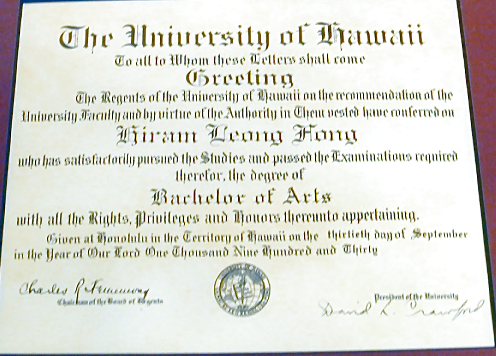 The University of Hawaii
To all to Whom these Letters shall come
Greeting
The Regents of the University of Hawaii on the recommendation of the
University Faculty and by virtue of the Authority in Them vested have conferred on
Hiram Leong Fong
who has satisfactorily pursued the Studies and passed the Examinations required
therefor, the degree of
Bachelor of Arts
with all the Rights, Privileges and Honors thereunto appertaining.
Given at Honolulu in the Territory of Hawaii on the thirtieth day of September
in the Year of Our Lord One Thousand Nine Hundred and Thirty
Charles R.
Chairman of the Board of Regents
President of the University
David L. Crawford